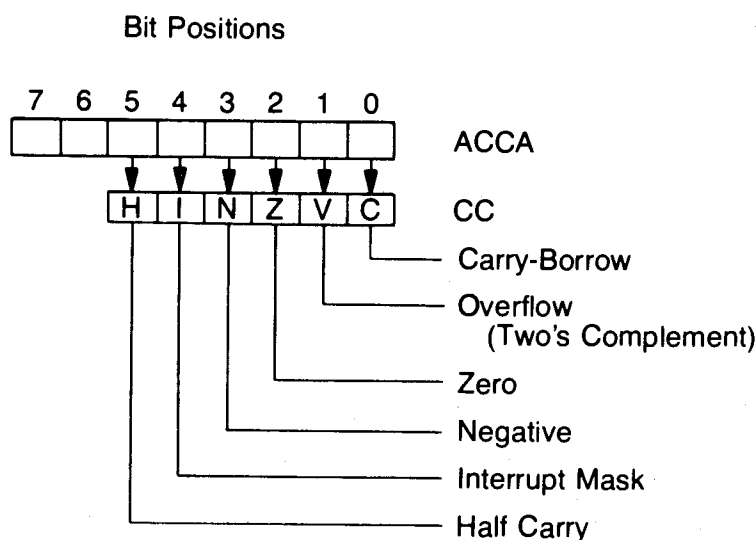 Bit Positions
7 6 5 4 3 2 1 0
ACCA
H I N Z V C
CC
Carry-Borrow
Overflow
(Two's Complement)
Zero
Negative
Interrupt Mask
Half Carry